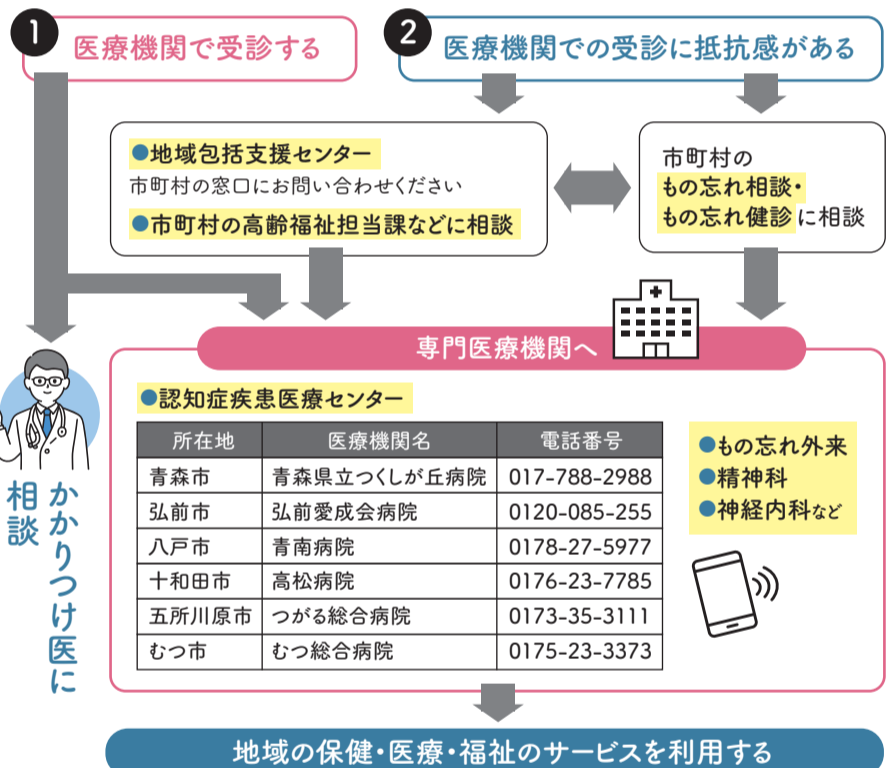 1 医療機関で受診する
2 医療機関での受診に抵抗感がある
●地域包括支援センター
市町村の窓口にお問い合わせください
●市町村の高齢福祉担当課などに相談
市町村の
もの忘れ相談・
もの忘れ健診に相談
かかりつけ医に
相談
専門医療機関へ
●認知症疾患医療センター
所在地 医療機関名 電話番号
青森市 青森県立つくしが丘病院 017-788-2988
弘前市 弘前愛成会病院 0120-085-255
八戸市 青南病院 0178-27-5977
十和田市 高松病院 0176-23-7785
五所川原市 つがる総合病院 0173-35-3111
むつ市 むつ総合病院 0175-23-3373
●もの忘れ外来
●精神科
●神経内科など
地域の保健・医療・福祉のサービスを利用する